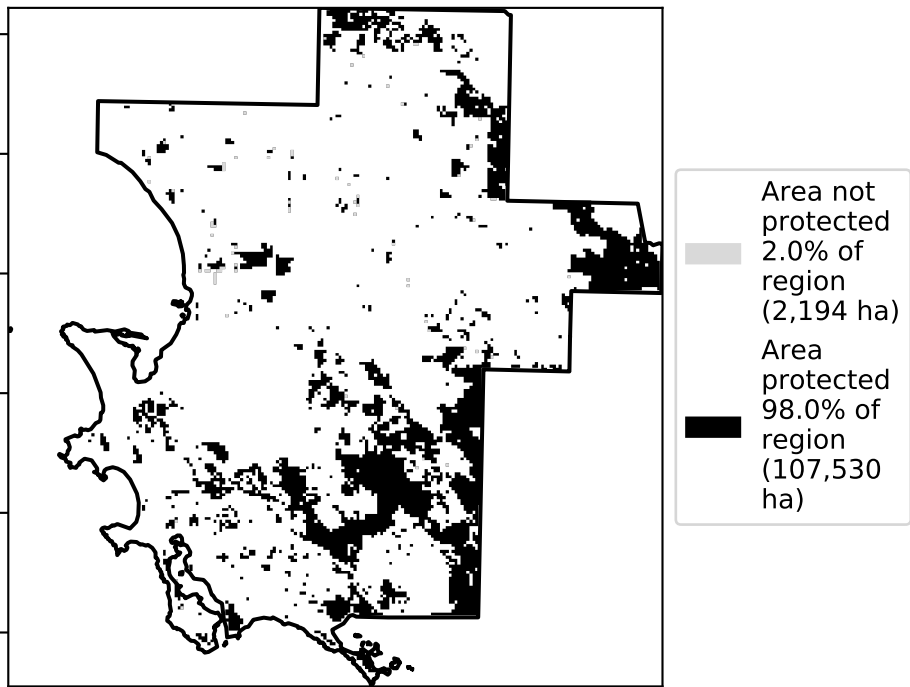 Area not
protected
2.0% of
region
(2,194 ha)
Area
protected
98.0% of
region
(107,530
ha)